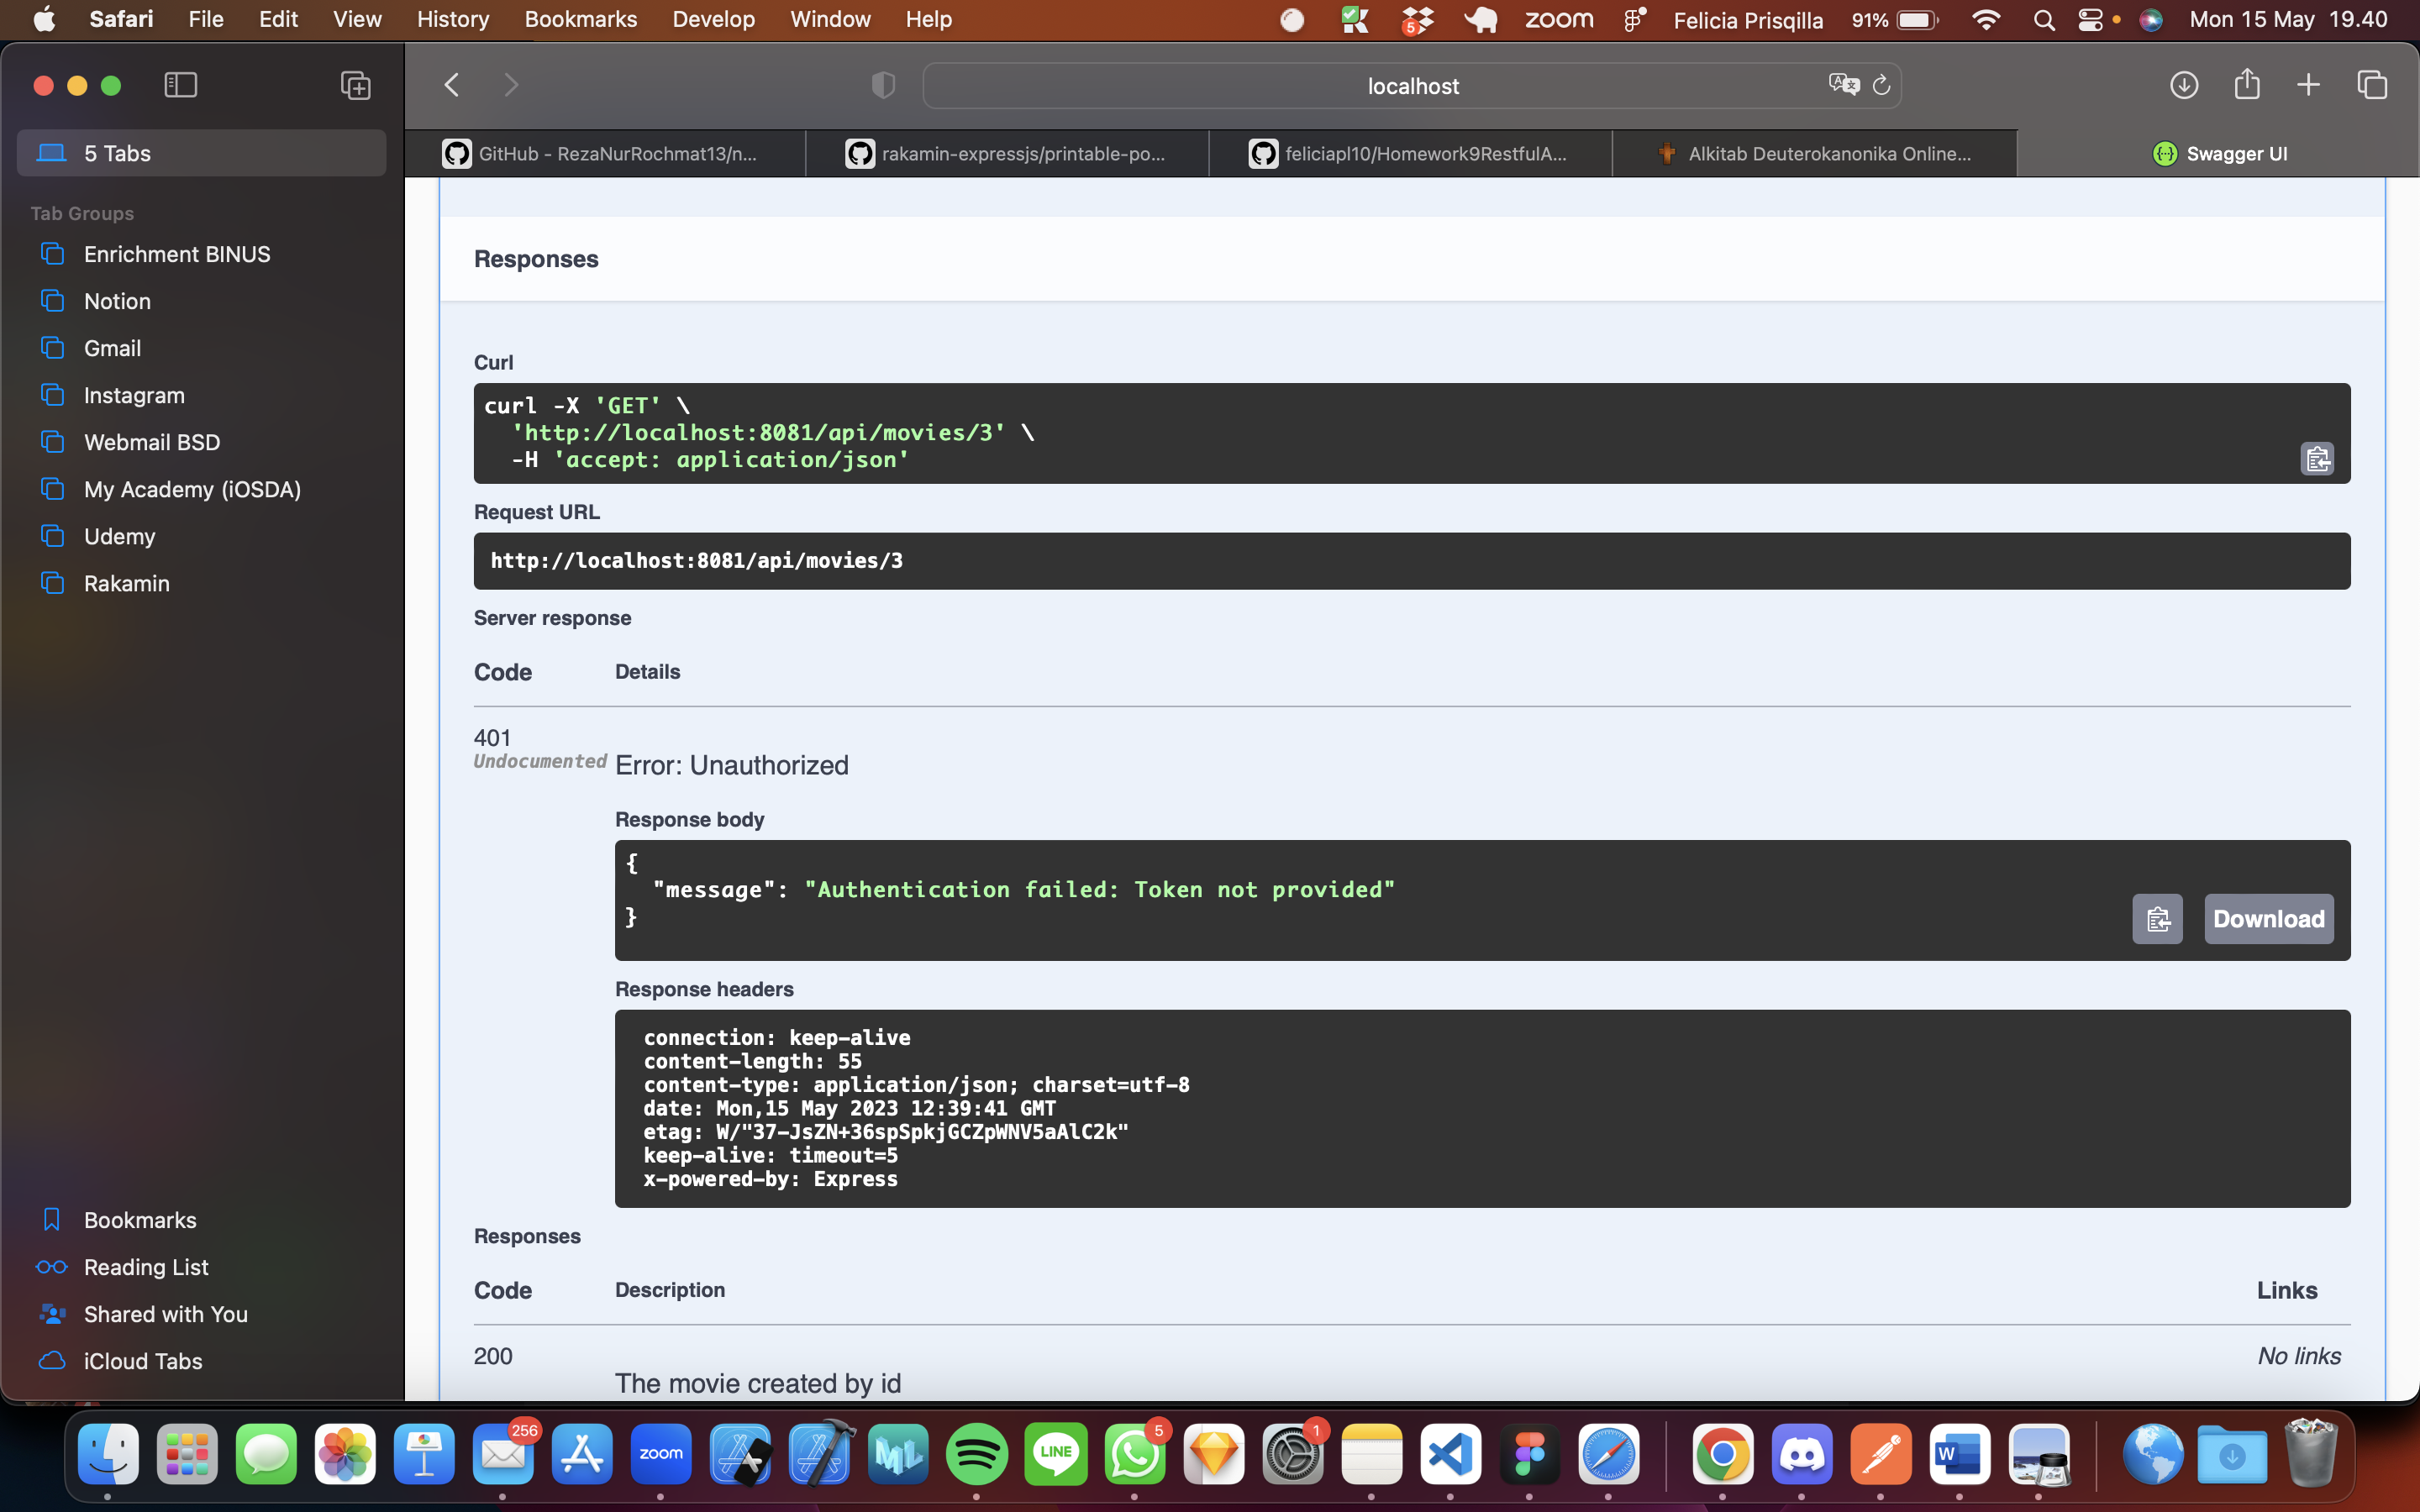 Safari File Edit View History Bookmarks Develop Window Help
5 zoom Felicia Prisqilla 91% Mon 15 May 19.40
localhost
5 Tabs
GitHub - RezaNurRochmat13/n...
rakamin-expressjs/printable-po...
feliciapl10/Homework9RestfulA...
Alkitab Deuterokanonika Online...
Swagger UI
Tab Groups
Enrichment BINUS
Notion
Gmail
Instagram
Webmail BSD
My Academy (iOSDA)
Udemy
Rakamin
Bookmarks
Reading List
Shared with You
iCloud Tabs
Responses
Curl
curl -X 'GET' \
'http://localhost:8081/api/movies/3' \
-H 'accept: application/json'
Request URL
http://localhost:8081/api/movies/3
Server response
Code Details
401
Undocumented
Error: Unauthorized
Response body
{
"message": "Authentication failed: Token not provided"
}
Download
Response headers
connection: keep-alive
content-length: 55
content-type: application/json; charset=utf-8
date: Mon,15 May 2023 12:39:41 GMT
etag: W/"37-JsZN+36spSpkjGCZpWNV5aAlC2k"
keep-alive: timeout=5
x-powered-by: Express
Responses
Code Description Links
200 No links
The movie created by id
256 zoom ML LINE 5 1 W